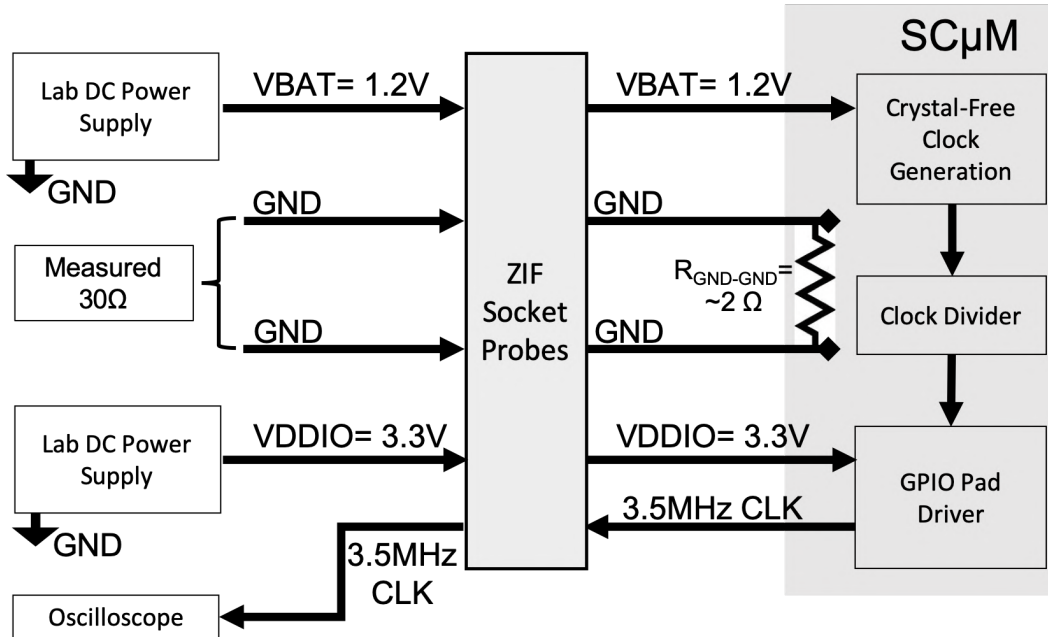 SCμM
Lab DC Power
Supply
GND
VBAT= 1.2V
VBAT= 1.2V
Crystal-Free
Clock
Generation
GND
GND
Measured
30Ω
ZIF
Socket
Probes
R_GND-GND=
~2 Ω
Clock Divider
GND
GND
Lab DC Power
Supply
GND
VDDIO= 3.3V
VDDIO= 3.3V
GPIO Pad
Driver
3.5MHz CLK
3.5MHz
CLK
Oscilloscope